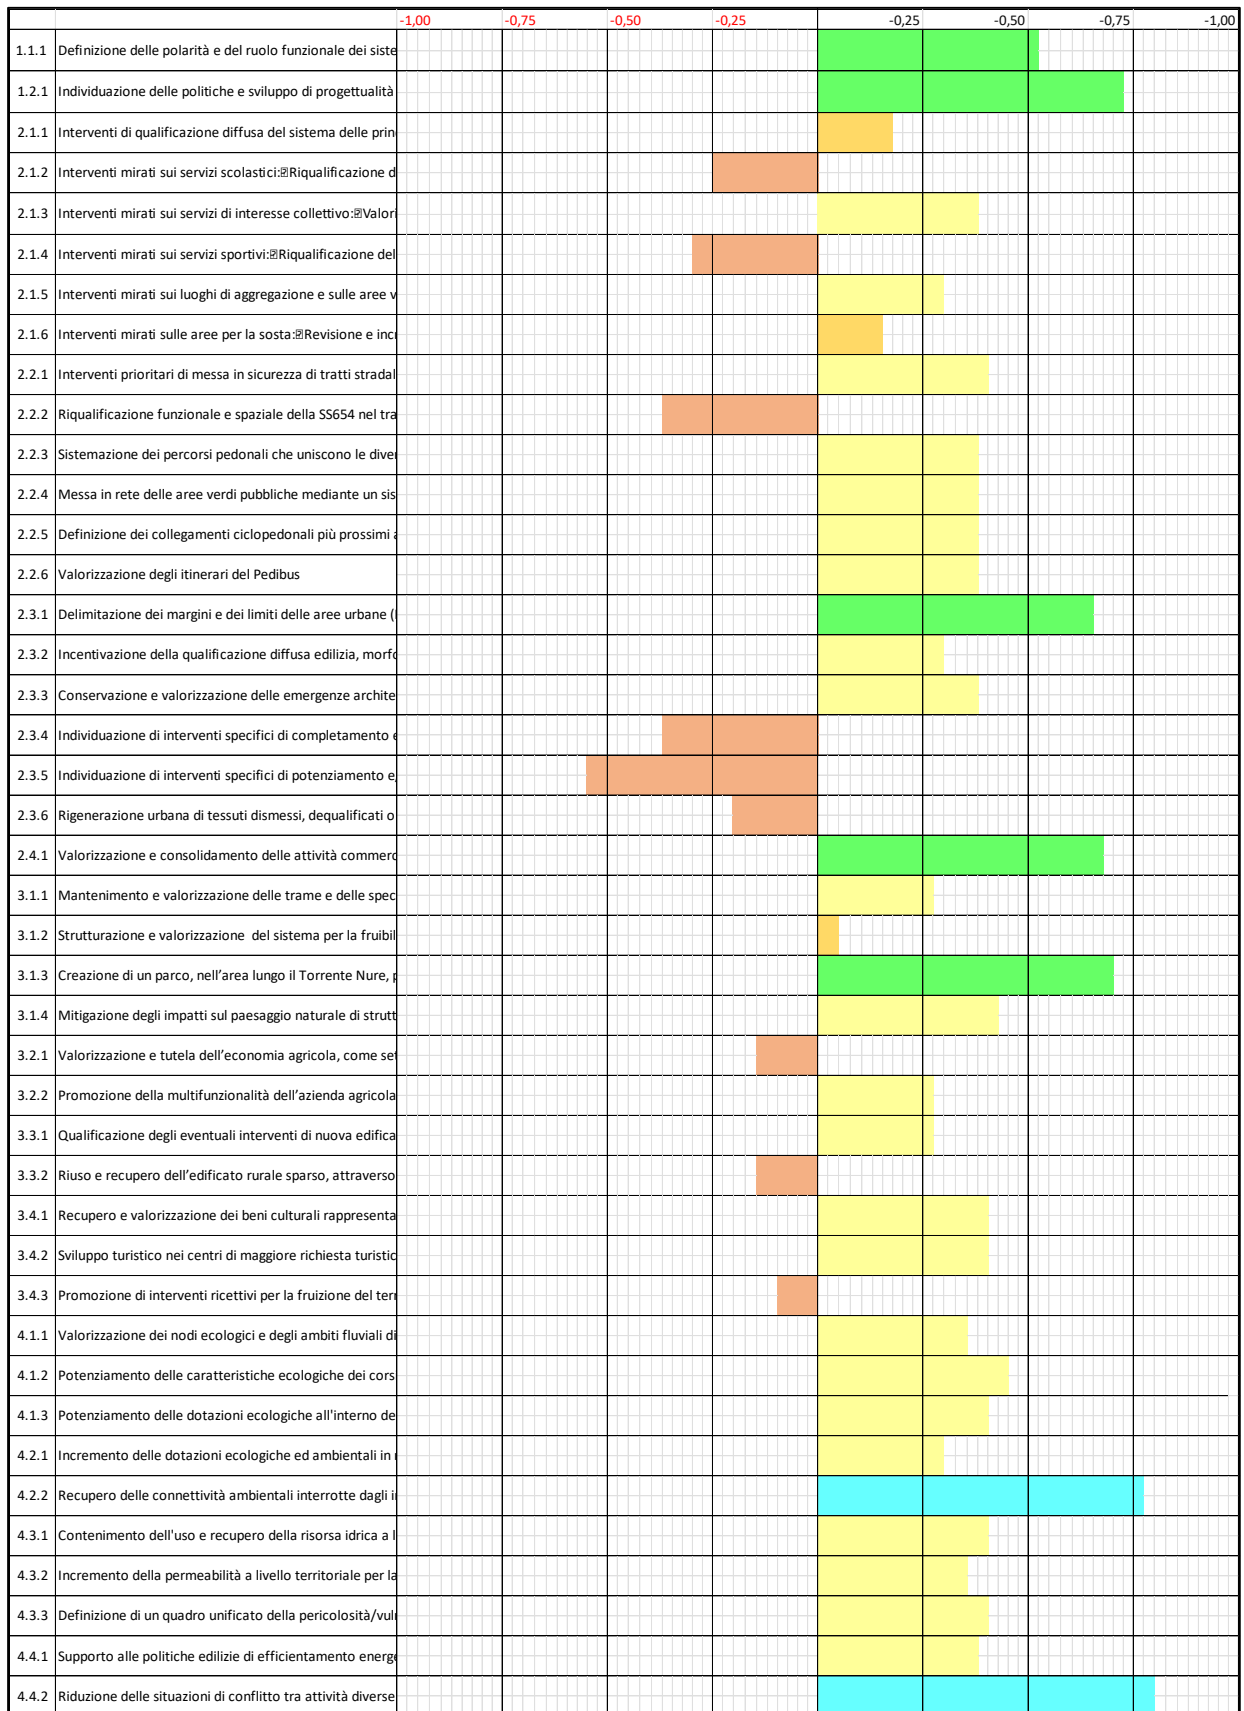 -1,00 -0,75 -0,50 -0,25 -0,25 -0,50 -0,75 -1,00
1.1.1 Definizione delle polarità e del ruolo funzionale dei siste
1.2.1 Individuazione delle politiche e sviluppo di progettualità
2.1.1 Interventi di qualificazione diffusa del sistema delle prin
2.1.2 Interventi mirati sui servizi scolastici:⍰Riqualificazione d
2.1.3 Interventi mirati sui servizi di interesse collettivo:⍰Valori
2.1.4 Interventi mirati sui servizi sportivi:⍰Riqualificazione del
2.1.5 Interventi mirati sui luoghi di aggregazione e sulle aree v
2.1.6 Interventi mirati sulle aree per la sosta:⍰Revisione e incr
2.2.1 Interventi prioritari di messa in sicurezza di tratti stradal
2.2.2 Riqualificazione funzionale e spaziale della SS654 nel tra
2.2.3 Sistemazione dei percorsi pedonali che uniscono le diver
2.2.4 Messa in rete delle aree verdi pubbliche mediante un sis
2.2.5 Definizione dei collegamenti ciclopedonali più prossimi a
2.2.6 Valorizzazione degli itinerari del Pedibus
2.3.1 Delimitazione dei margini e dei limiti delle aree urbane (
2.3.2 Incentivazione della qualificazione diffusa edilizia, morfo
2.3.3 Conservazione e valorizzazione delle emergenze archite
2.3.4 Individuazione di interventi specifici di completamento e
2.3.5 Individuazione di interventi specifici di potenziamento e/
2.3.6 Rigenerazione urbana di tessuti dismessi, dequalificati o
2.4.1 Valorizzazione e consolidamento delle attività commerc
3.1.1 Mantenimento e valorizzazione delle trame e delle spec
3.1.2 Strutturazione e valorizzazione del sistema per la fruibil
3.1.3 Creazione di un parco, nell’area lungo il Torrente Nure, p
3.1.4 Mitigazione degli impatti sul paesaggio naturale di strutt
3.2.1 Valorizzazione e tutela dell’economia agricola, come set
3.2.2 Promozione della multifunzionalità dell’azienda agricola
3.3.1 Qualificazione degli eventuali interventi di nuova edifica
3.3.2 Riuso e recupero dell’edificato rurale sparso, attraverso
3.4.1 Recupero e valorizzazione dei beni culturali rappresenta
3.4.2 Sviluppo turistico nei centri di maggiore richiesta turistic
3.4.3 Promozione di interventi ricettivi per la fruizione del terr
4.1.1 Valorizzazione dei nodi ecologici e degli ambiti fluviali di
4.1.2 Potenziamento delle caratteristiche ecologiche dei cors
4.1.3 Potenziamento delle dotazioni ecologiche all'interno de
4.2.1 Incremento delle dotazioni ecologiche ed ambientali in
4.2.2 Recupero delle connettività ambientali interrotte dagli i
4.3.1 Contenimento dell'uso e recupero della risorsa idrica a l
4.3.2 Incremento della permeabilità a livello territoriale per la
4.3.3 Definizione di un quadro unificato della pericolosità/vuln
4.4.1 Supporto alle politiche edilizie di efficientamento energe
4.4.2 Riduzione delle situazioni di conflitto tra attività diverse